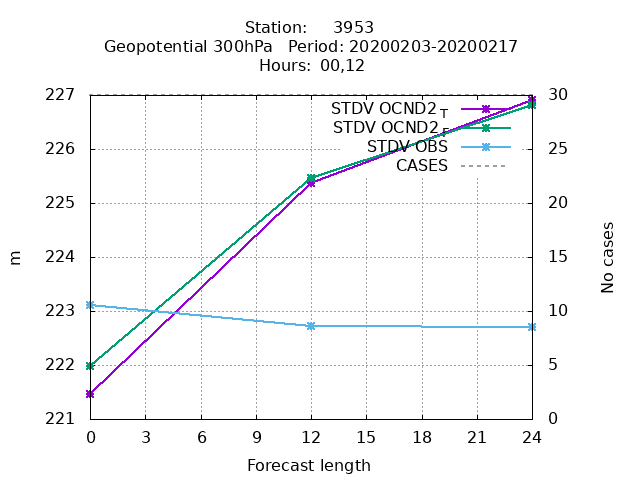 Station: 3953
Geopotential 300hPa Period: 20200203-20200217
Hours: 00,12
227
226
225
224
223
222
221
m
30
25
20
15
10
5
0
No cases
STDV OCND2 T
STDV OCND2 F
STDV OBS
CASES
0 3 6 9 12 15 18 21 24
Forecast length